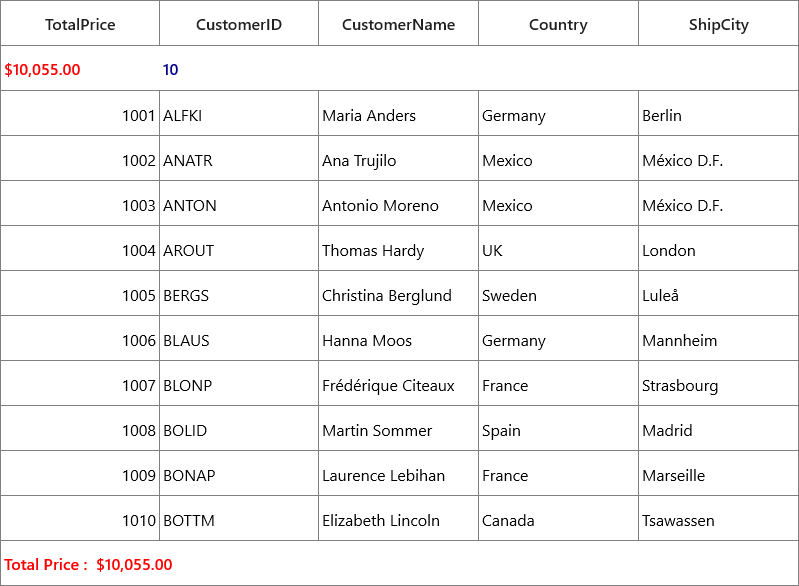 TotalPrice CustomerID CustomerName Country ShipCity
$10,055.00 10
1001 ALFKI Maria Anders Germany Berlin
1002 ANATR Ana Trujilo Mexico México D.F.
1003 ANTON Antonio Moreno Mexico México D.F.
1004 AROUT Thomas Hardy UK London
1005 BERGS Christina Berglund Sweden Luleå
1006 BLAUS Hanna Moos Germany Mannheim
1007 BLONP Frédérique Citeaux France Strasbourg
1008 BOLID Martin Sommer Spain Madrid
1009 BONAP Laurence Lebihan France Marseille
1010 BOTTM Elizabeth Lincoln Canada Tsawassen
Total Price : $10,055.00